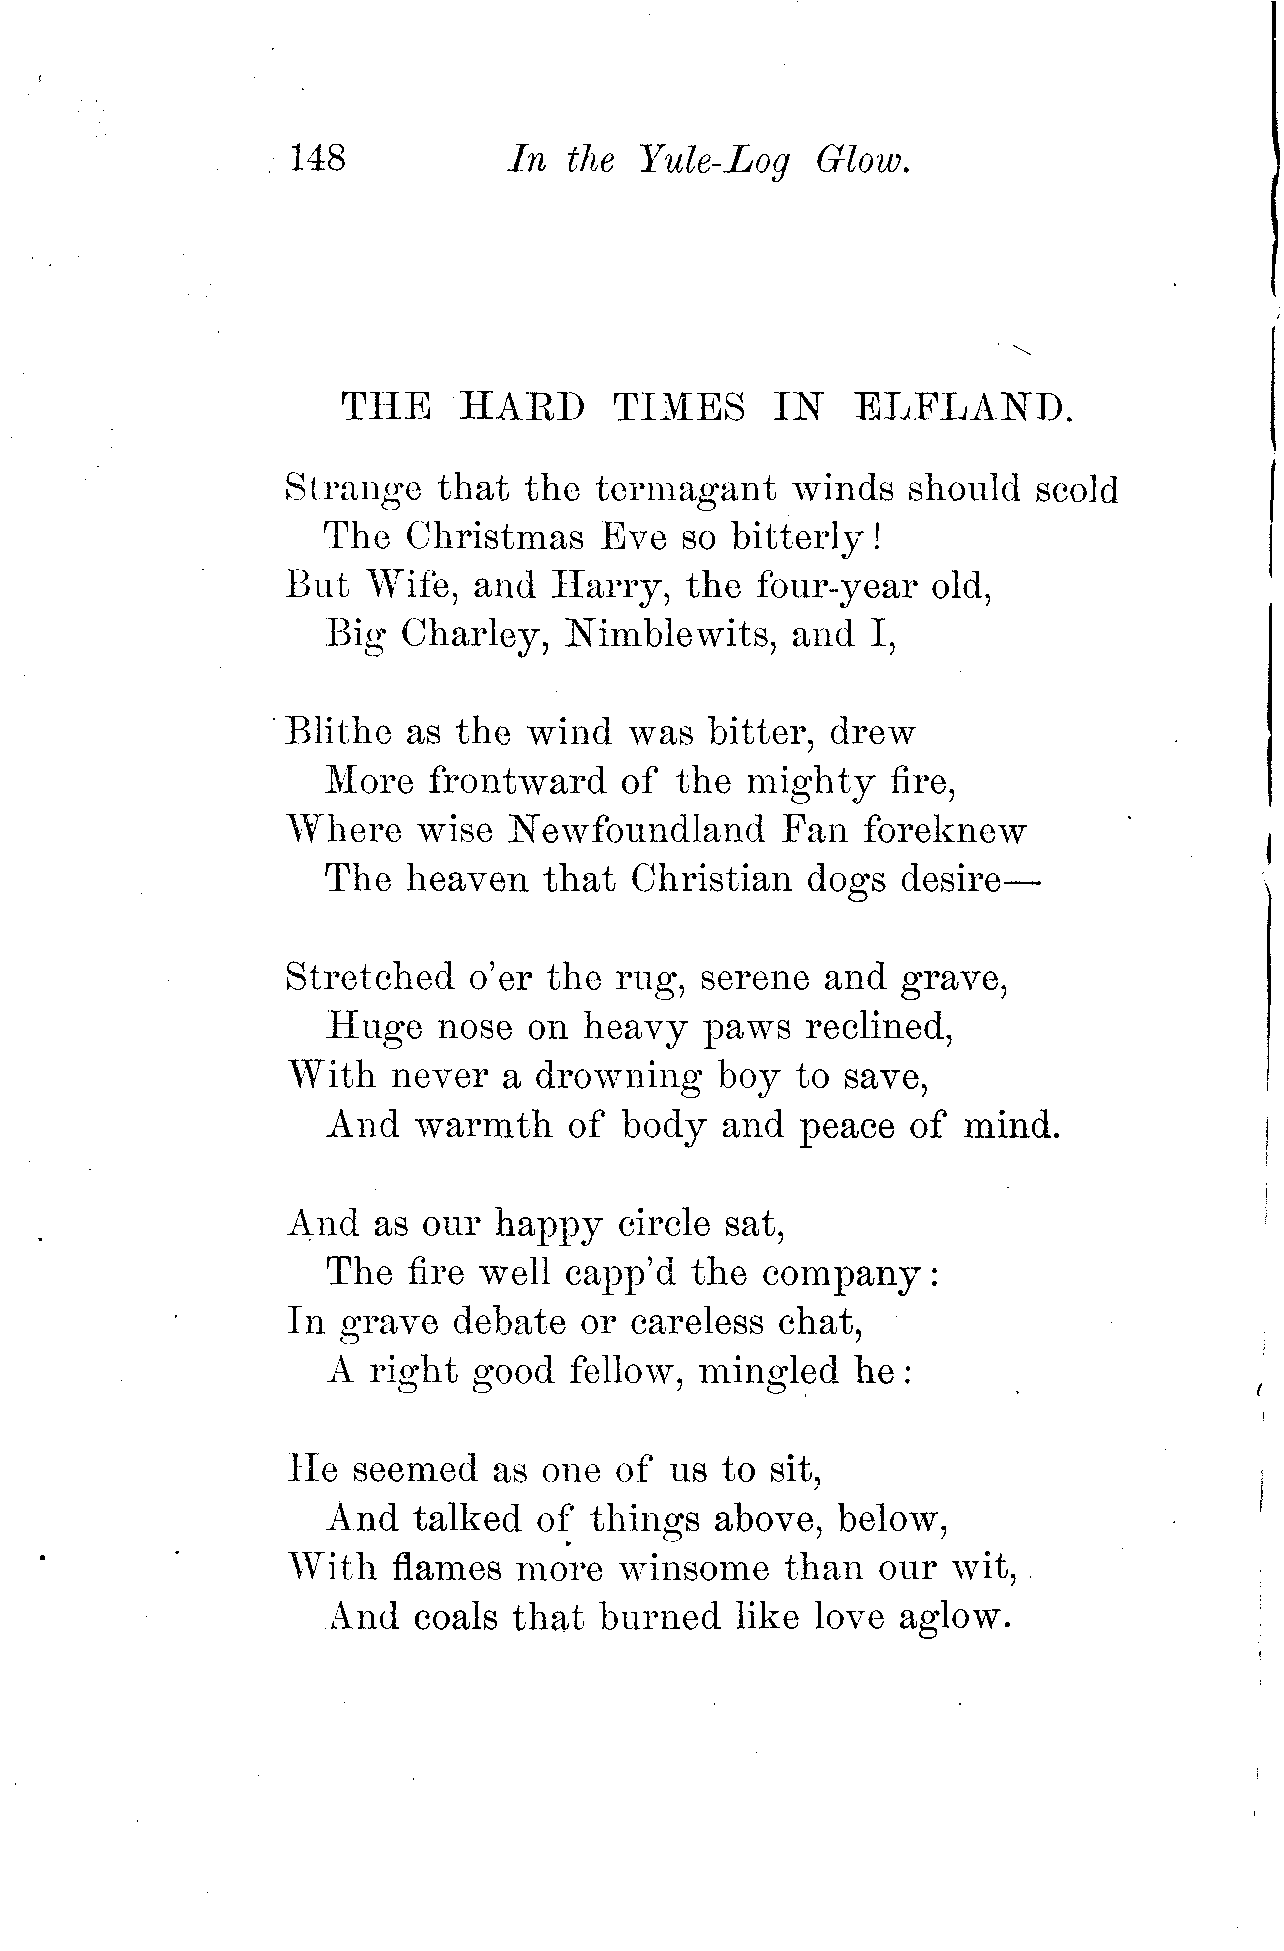 148 In the Yule-Log Glow.
THE HARD TIMES IN ELFLAND.
Strange that the termagant winds should scold
The Christmas Eve so bitterly!
But Wife, and Harry, the four-year old,
Big Charley, Nimblewits, and I,
Blithe as the wind was bitter, drew
More frontward of the mighty fire,
Where wise Newfoundland Fan foreknew
The heaven that Christian dogs desire—
Stretched o'er the rug, serene and grave,
Huge nose on heavy paws reclined,
With never a drowning boy to save,
And warmth of body and peace of mind.
And as our happy circle sat,
The fire well capp'd the company:
In grave debate or careless chat,
A right good fellow, mingled he:
He seemed as one of us to sit,
And talked of things above, below,
With flames more winsome than our wit,
And coals that burned like love aglow.